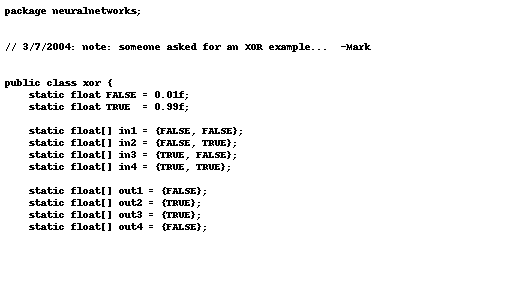 package neuralnetworks;
// 3/7/2004: note: someone asked for an XOR example...  -Mark
public class xor {
    static float FALSE = 0.01f;
    static float TRUE  = 0.99f;
    static float[] in1 = {FALSE, FALSE};
    static float[] in2 = {FALSE, TRUE};
    static float[] in3 = {TRUE, FALSE};
    static float[] in4 = {TRUE, TRUE};
    static float[] out1 = {FALSE};
    static float[] out2 = {TRUE};
    static float[] out3 = {TRUE};
    static float[] out4 = {FALSE};